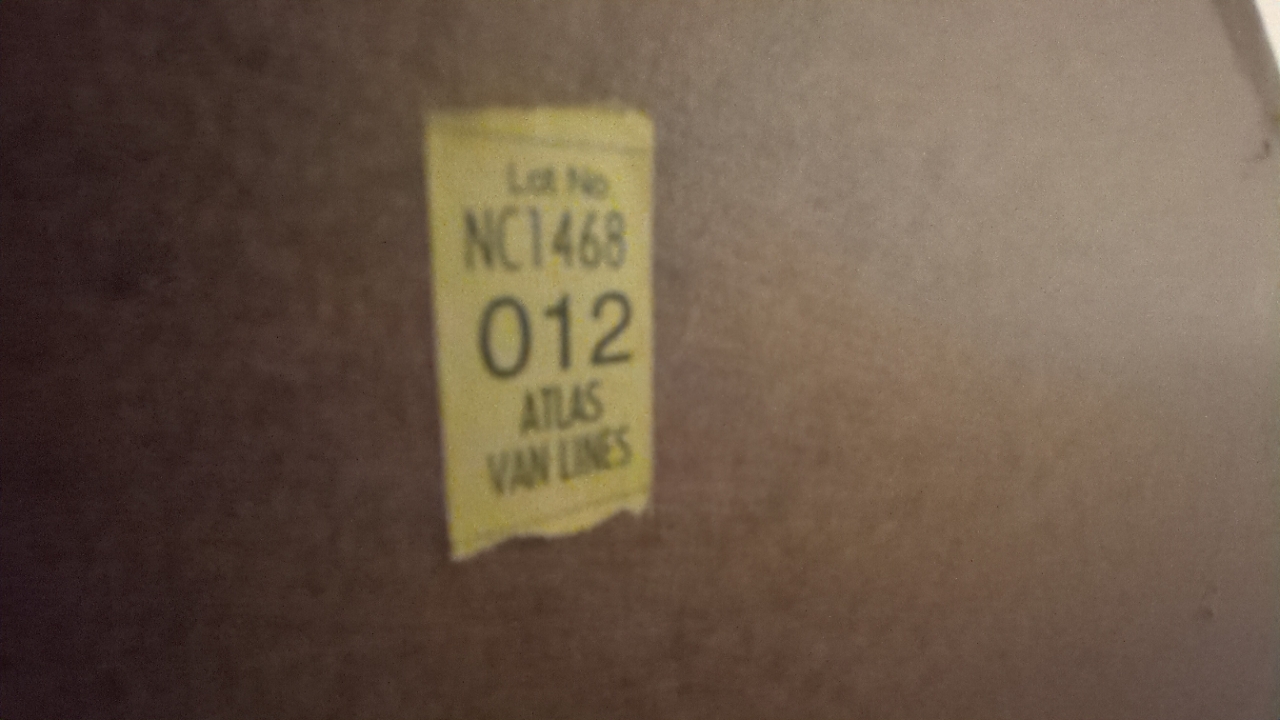 Lot No
NC1468
012
ATLAS
VAN LINES